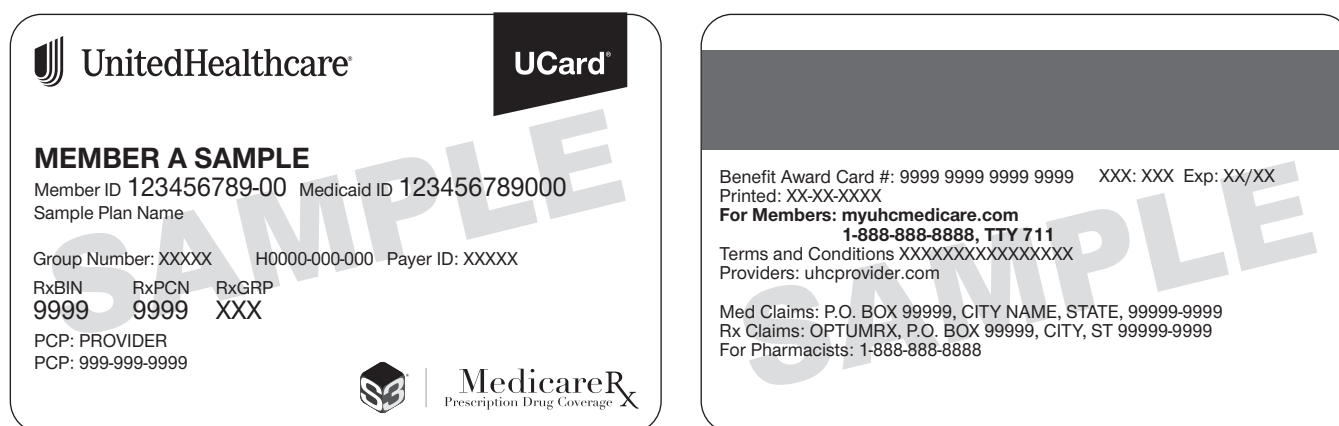 UnitedHealthcare®
UCard®
MEMBER A SAMPLE
Member ID 123456789-00 Medicaid ID 123456789000
Sample Plan Name
Group Number: XXXXX H0000-000-000 Payer ID: XXXXX
RxBIN RxPCN RxGRP
9999 9999 XXX
PCP: PROVIDER
PCP: 999-999-9999
S3
MedicareRx
Prescription Drug Coverage
SAMPLE
Benefit Award Card #: 9999 9999 9999 9999 XXX: XXX Exp: XX/XX
Printed: XX-XX-XXXX
For Members: myuhcmedicare.com
1-888-888-8888, TTY 711
Terms and Conditions XXXXXXXXXXXXXXXX
Providers: uhcprovider.com
Med Claims: P.O. BOX 99999, CITY NAME, STATE, 99999-9999
Rx Claims: OPTUMRX, P.O. BOX 99999, CITY, ST 99999-9999
For Pharmacists: 1-888-888-8888
SAMPLE